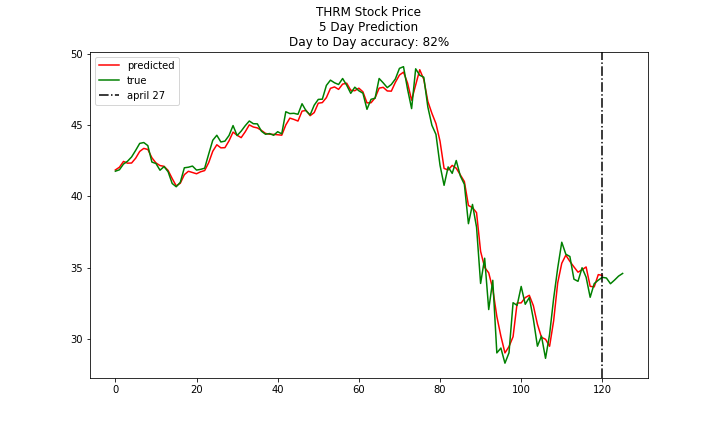 THRM Stock Price
5 Day Prediction
Day to Day accuracy: 82%
predicted
true
april 27
50
45
40
35
30
0 20 40 60 80 100 120